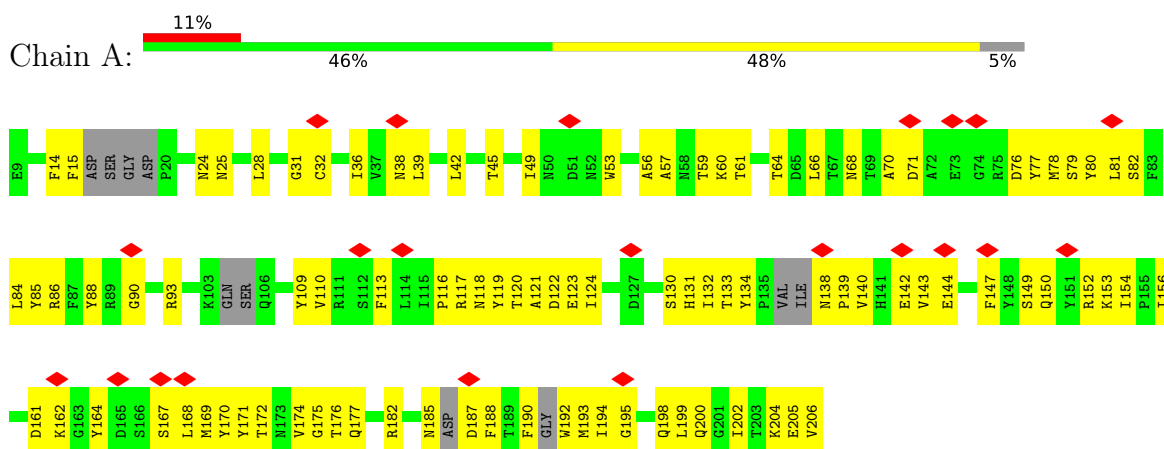 11%
Chain A:
46% 48% 5%
E9 F14 F15 ASP SER GLY ASP P20 N24 N25 L28 G31 C32 I36 V37 N38 L39 L42 T45 I49 N50 D51 N52 W53 A56 A57 N58 T59 K60 T61 T64 D65 L66 T67 N68 T69 A70 D71 A72 E73 G74 R75 D76 Y77 M78 S79 Y80 L81 S82 F83
L84 Y85 R86 F87 Y88 R89 G90 R93 K103 GLN SER Q106 Y109 V110 R111 S112 F113 L114 I115 P116 R117 N118 Y119 T120 A121 D122 E123 I124 D127 S130 H131 I132 T133 Y134 P135 VAL ILE N138 P139 V140 H141 E142 V143 E144 F147 Y148 S149 Q150 Y151 R152 K153 I154 P155 I156
D161 K162 G163 Y164 D165 S166 S167 L168 M169 Y170 Y171 T172 N173 V174 G175 T176 Q177 R182 N185 ASP D187 F188 T189 F190 GLY W192 M193 I194 G195 Q198 L199 Q200 G201 I202 T203 K204 E205 V206